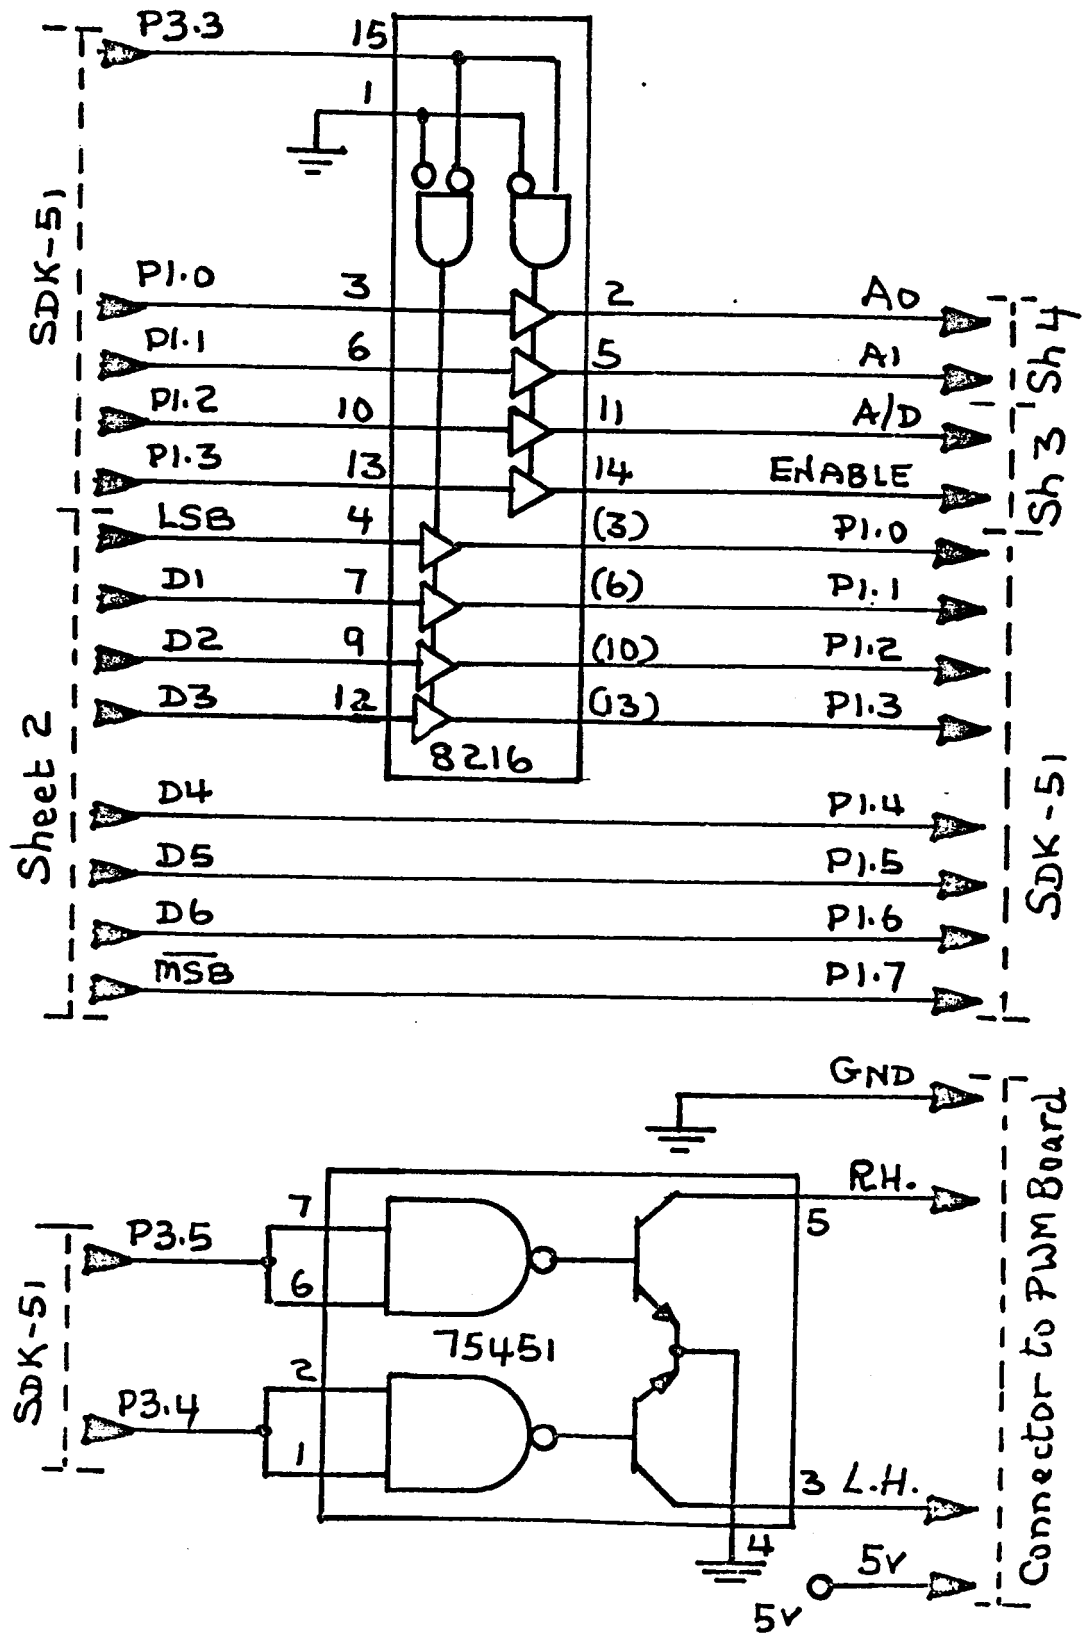 P3.3
15
1
SDK-51
P1.0
3
2
A0
P1.1
6
5
A1
Sh 4
P1.2
10
11
A/D
P1.3
13
14
ENABLE
Sh 3
LSB
4
(3)
P1.0
D1
7
(6)
P1.1
D2
9
(10)
P1.2
D3
12
(13)
P1.3
8216
Sheet 2
D4
P1.4
D5
P1.5
D6
P1.6
M̅S̅B̅
P1.7
SDK-51
GND
RH.
5
P3.5
7
6
75451
SDK-51
P3.4
2
1
3
L.H.
4
5V
5V
Connector to PWM Board